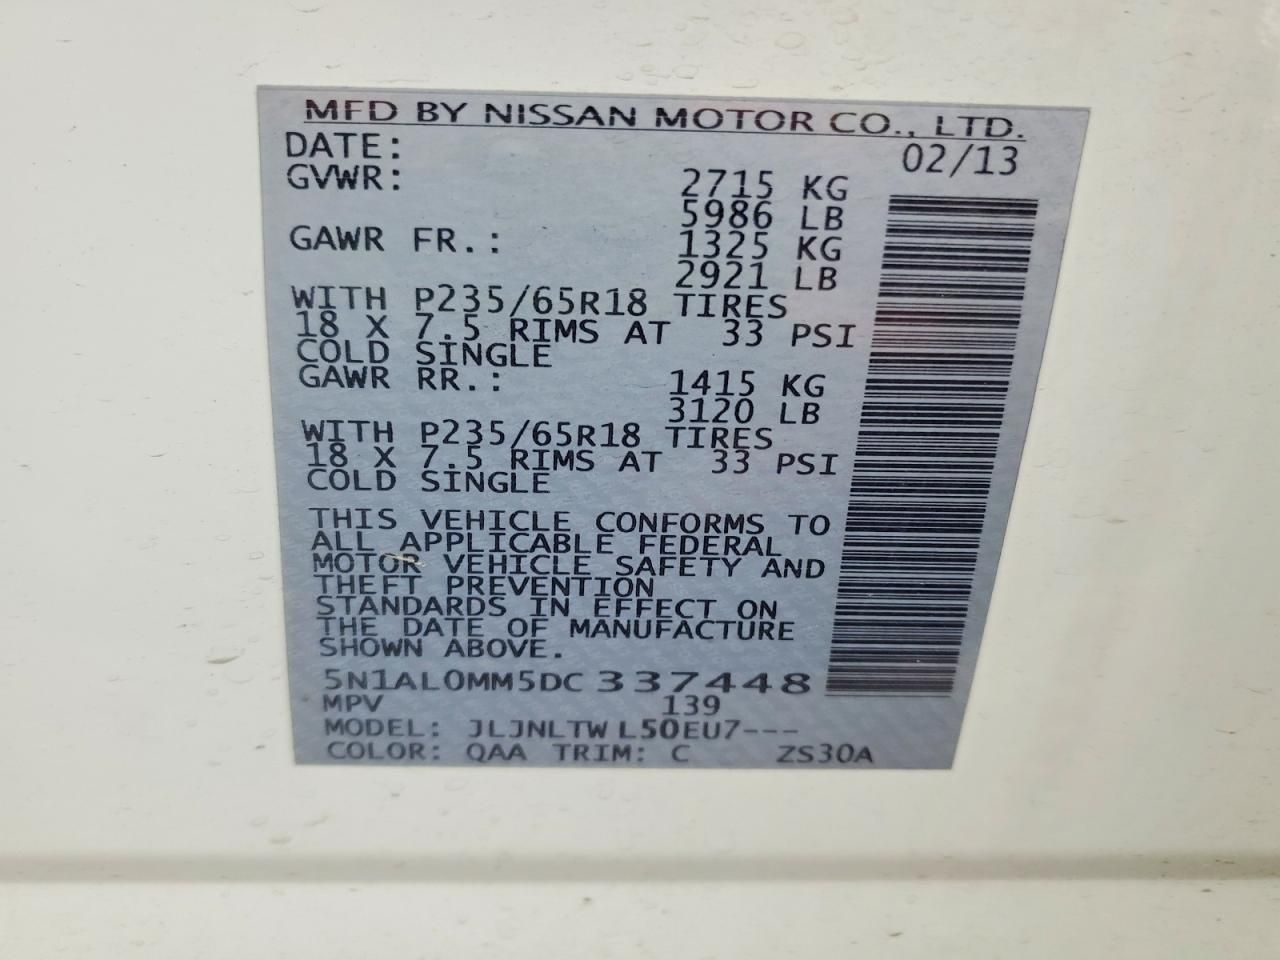 MFD BY NISSAN MOTOR CO., LTD.
DATE: 02/13
GVWR: 2715 KG
5986 LB
GAWR FR.: 1325 KG
2921 LB
WITH P235/65R18 TIRES
18 X 7.5 RIMS AT 33 PSI
COLD SINGLE
GAWR RR.: 1415 KG
3120 LB
WITH P235/65R18 TIRES
18 X 7.5 RIMS AT 33 PSI
COLD SINGLE
THIS VEHICLE CONFORMS TO
ALL APPLICABLE FEDERAL
MOTOR VEHICLE SAFETY AND
THEFT PREVENTION
STANDARDS IN EFFECT ON
THE DATE OF MANUFACTURE
SHOWN ABOVE.
5N1AL0MM5DC337448
MPV 139
MODEL: JLJNLTW L50EU7---
COLOR: QAA TRIM: C ZS30A